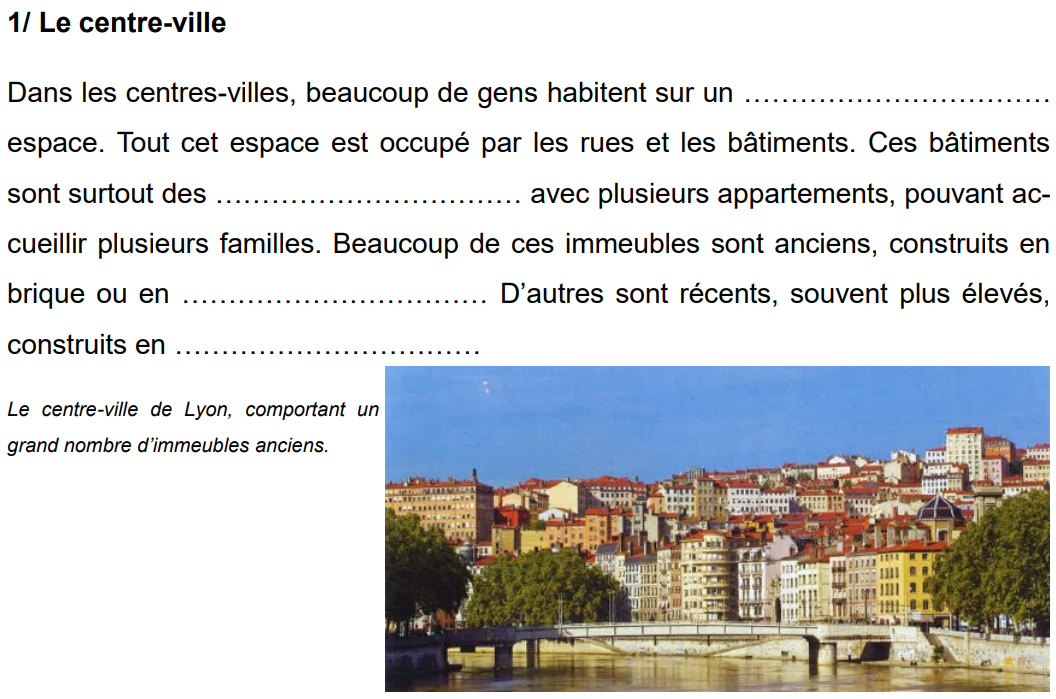 1/ Le centre-ville
Dans les centres-villes, beaucoup de gens habitent sur un ……………………………
espace. Tout cet espace est occupé par les rues et les bâtiments. Ces bâtiments
sont surtout des …………………………… avec plusieurs appartements, pouvant ac-
cueillir plusieurs familles. Beaucoup de ces immeubles sont anciens, construits en
brique ou en …………………………… D’autres sont récents, souvent plus élevés,
construits en ……………………………
Le centre-ville de Lyon, comportant un
grand nombre d’immeubles anciens.